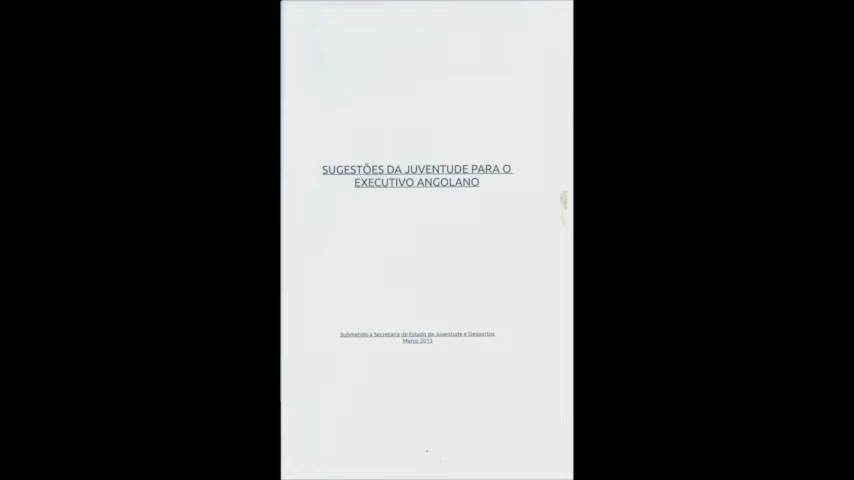 SUGESTÕES DA JUVENTUDE PARA O
EXECUTIVO ANGOLANO
Submetido à Secretaria de Estado da Juventude e Desportos
Março 2013